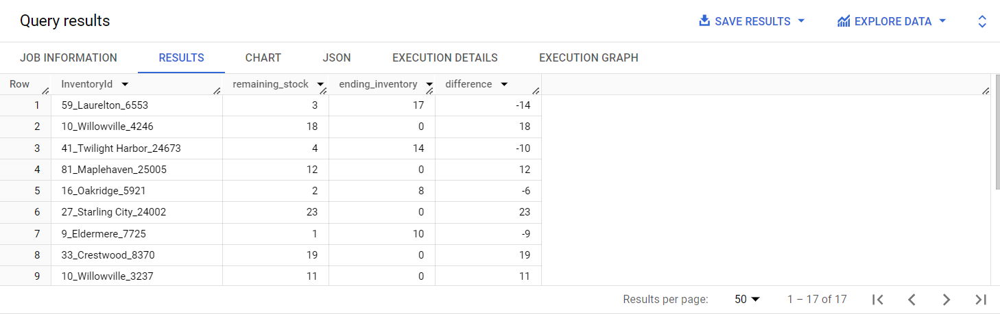 Query results SAVE RESULTS EXPLORE DATA
JOB INFORMATION RESULTS CHART JSON EXECUTION DETAILS EXECUTION GRAPH
Row InventoryId remaining_stock ending_inventory difference
1 59_Laurelton_6553 3 17 -14
2 10_Willowville_4246 18 0 18
3 41_Twilight Harbor_24673 4 14 -10
4 81_Maplehaven_25005 12 0 12
5 16_Oakridge_5921 2 8 -6
6 27_Starling City_24002 23 0 23
7 9_Eldermere_7725 1 10 -9
8 33_Crestwood_8370 19 0 19
9 10_Willowville_3237 11 0 11
Results per page: 50 1 – 17 of 17